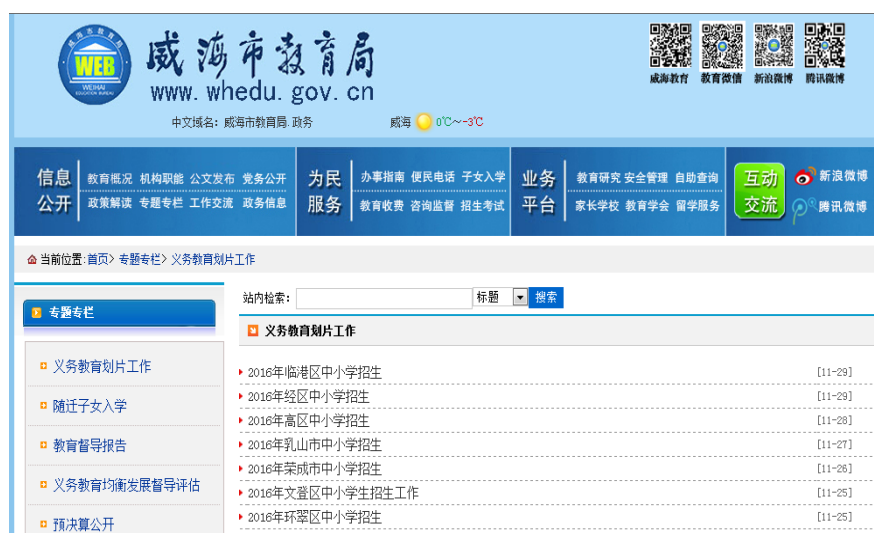 威海市教育局
www. whedu. gov. cn
WEB
WEIHAI
威海教育 教育微信 新浪微博 腾讯微博
中文域名: 威海市教育局.政务 威海 0℃~-3℃
信息公开
教育概况 机构职能 公文发布 党务公开
政策解读 专题专栏 工作交流 政务信息
为民服务
办事指南 便民电话 子女入学
教育收费 咨询监督 招生考试
业务平台
教育研究 安全管理 自助查询
家长学校 教育学会 留学服务
互动交流
新浪微博
腾讯微博
当前位置:首页> 专题专栏> 义务教育划片工作
专题专栏
义务教育划片工作
随迁子女入学
教育督导报告
义务教育均衡发展督导评估
预决算公开
站内检索: 标题 搜索
义务教育划片工作
2016年临港区中小学招生 [11-29]
2016年经区中小学招生 [11-29]
2016年高区中小学招生 [11-28]
2016年乳山市中小学招生 [11-27]
2016年荣成市中小学招生 [11-26]
2016年文登区中小学生招生工作 [11-25]
2016年环翠区中小学招生 [11-25]